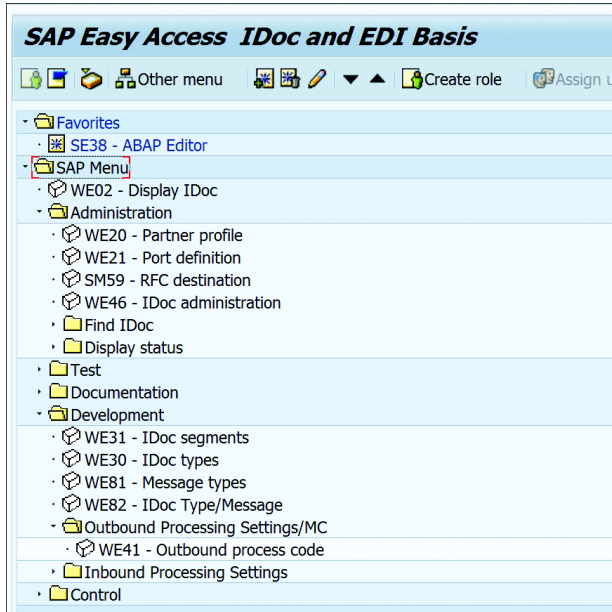 SAP Easy Access IDoc and EDI Basis
Other menu Create role Assign
Favorites
SE38 - ABAP Editor
SAP Menu
WE02 - Display IDoc
Administration
WE20 - Partner profile
WE21 - Port definition
SM59 - RFC destination
WE46 - IDoc administration
Find IDoc
Display status
Test
Documentation
Development
WE31 - IDoc segments
WE30 - IDoc types
WE81 - Message types
WE82 - IDoc Type/Message
Outbound Processing Settings/MC
WE41 - Outbound process code
Inbound Processing Settings
Control